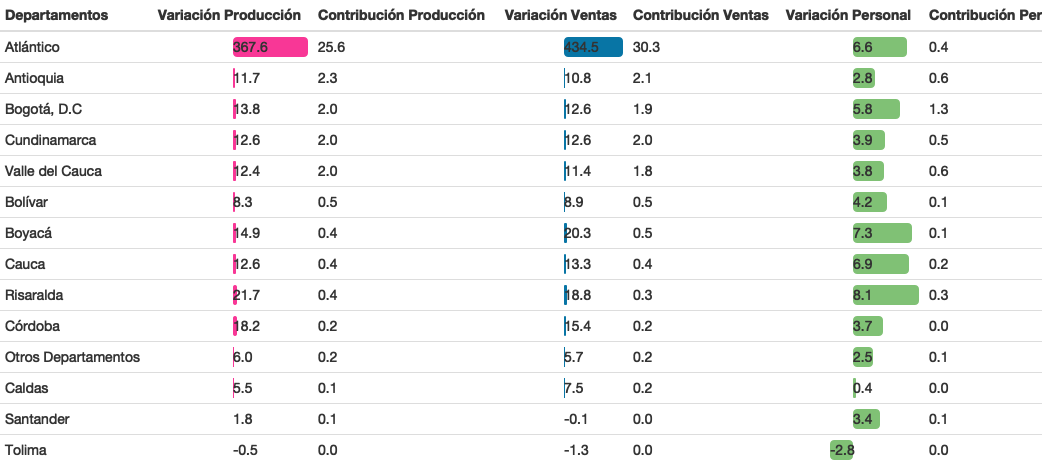 Departamentos Variación Producción Contribución Producción Variación Ventas Contribución Ventas Variación Personal Contribución Per
Atlántico 367.6 25.6 434.5 30.3 6.6 0.4
Antioquia 11.7 2.3 10.8 2.1 2.8 0.6
Bogotá, D.C 13.8 2.0 12.6 1.9 5.8 1.3
Cundinamarca 12.6 2.0 12.6 2.0 3.9 0.5
Valle del Cauca 12.4 2.0 11.4 1.8 3.8 0.6
Bolívar 8.3 0.5 8.9 0.5 4.2 0.1
Boyacá 14.9 0.4 20.3 0.5 7.3 0.1
Cauca 12.6 0.4 13.3 0.4 6.9 0.2
Risaralda 21.7 0.4 18.8 0.3 8.1 0.3
Córdoba 18.2 0.2 15.4 0.2 3.7 0.0
Otros Departamentos 6.0 0.2 5.7 0.2 2.5 0.1
Caldas 5.5 0.1 7.5 0.2 0.4 0.0
Santander 1.8 0.1 -0.1 0.0 3.4 0.1
Tolima -0.5 0.0 -1.3 0.0 -2.8 0.0